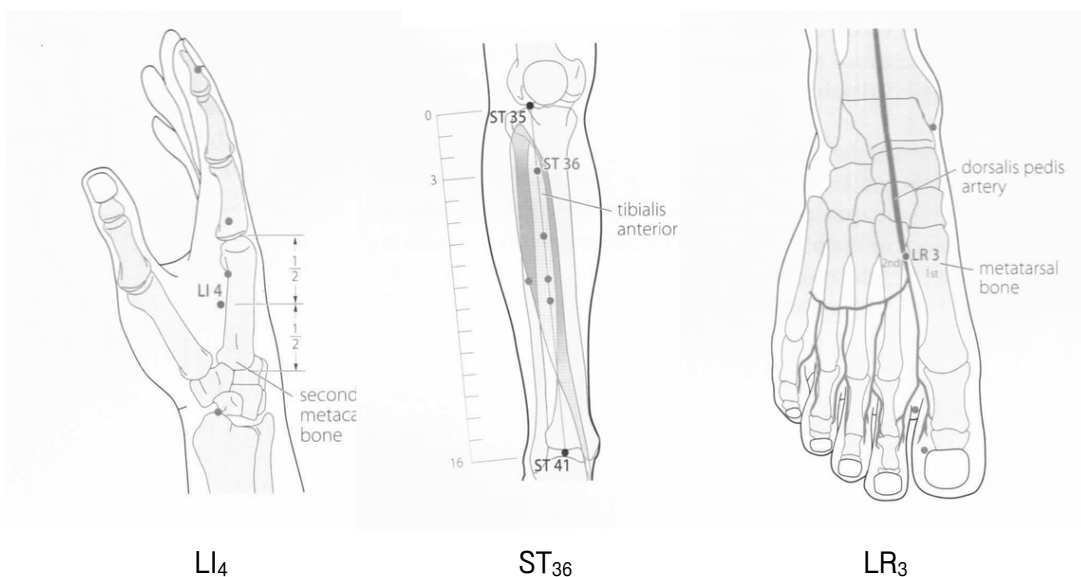 LI 4
1
2
1
2
second
metaca
bone
0
3
16
ST 35
ST 36
tibialis
anterior
ST 41
dorsalis pedis
artery
2nd
LR 3
1st
metatarsal
bone
LI4
ST36
LR3